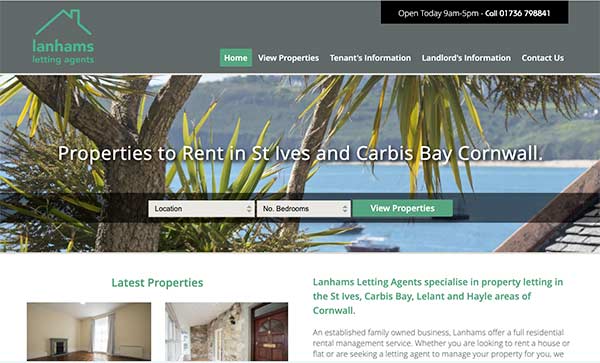 Open Today 9am-5pm - Call 01736 798841
lanhams
letting agents
Home View Properties Tenant's Information Landlord's Information Contact Us
Properties to Rent in St Ives and Carbis Bay Cornwall.
Location No. Bedrooms View Properties
Latest Properties
Lanhams Letting Agents specialise in property letting in
the St Ives, Carbis Bay, Lelant and Hayle areas of
Cornwall.
An established family owned business, Lanhams offer a full residential
rental management service. Whether you are looking to rent a house or
flat or are seeking a letting agent to manage your property for you, we